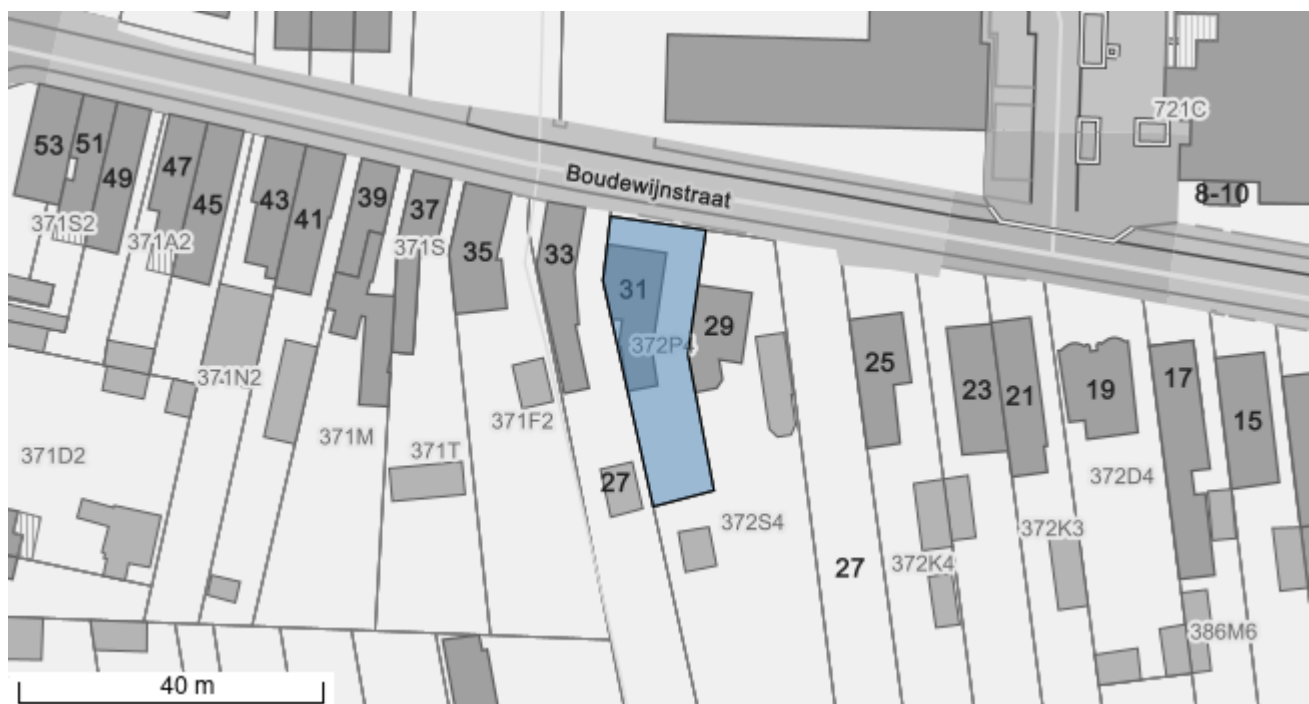 721C
53
51
49
47
45
43
41
39
37
35
33
Boudewijnstraat
8-10
371S2
371A2
371S
31
29
372P4
25
23
21
19
17
15
371N2
371F2
371M
371T
371D2
27
372S4
27
372K4
372K3
372D4
386M6
40 m